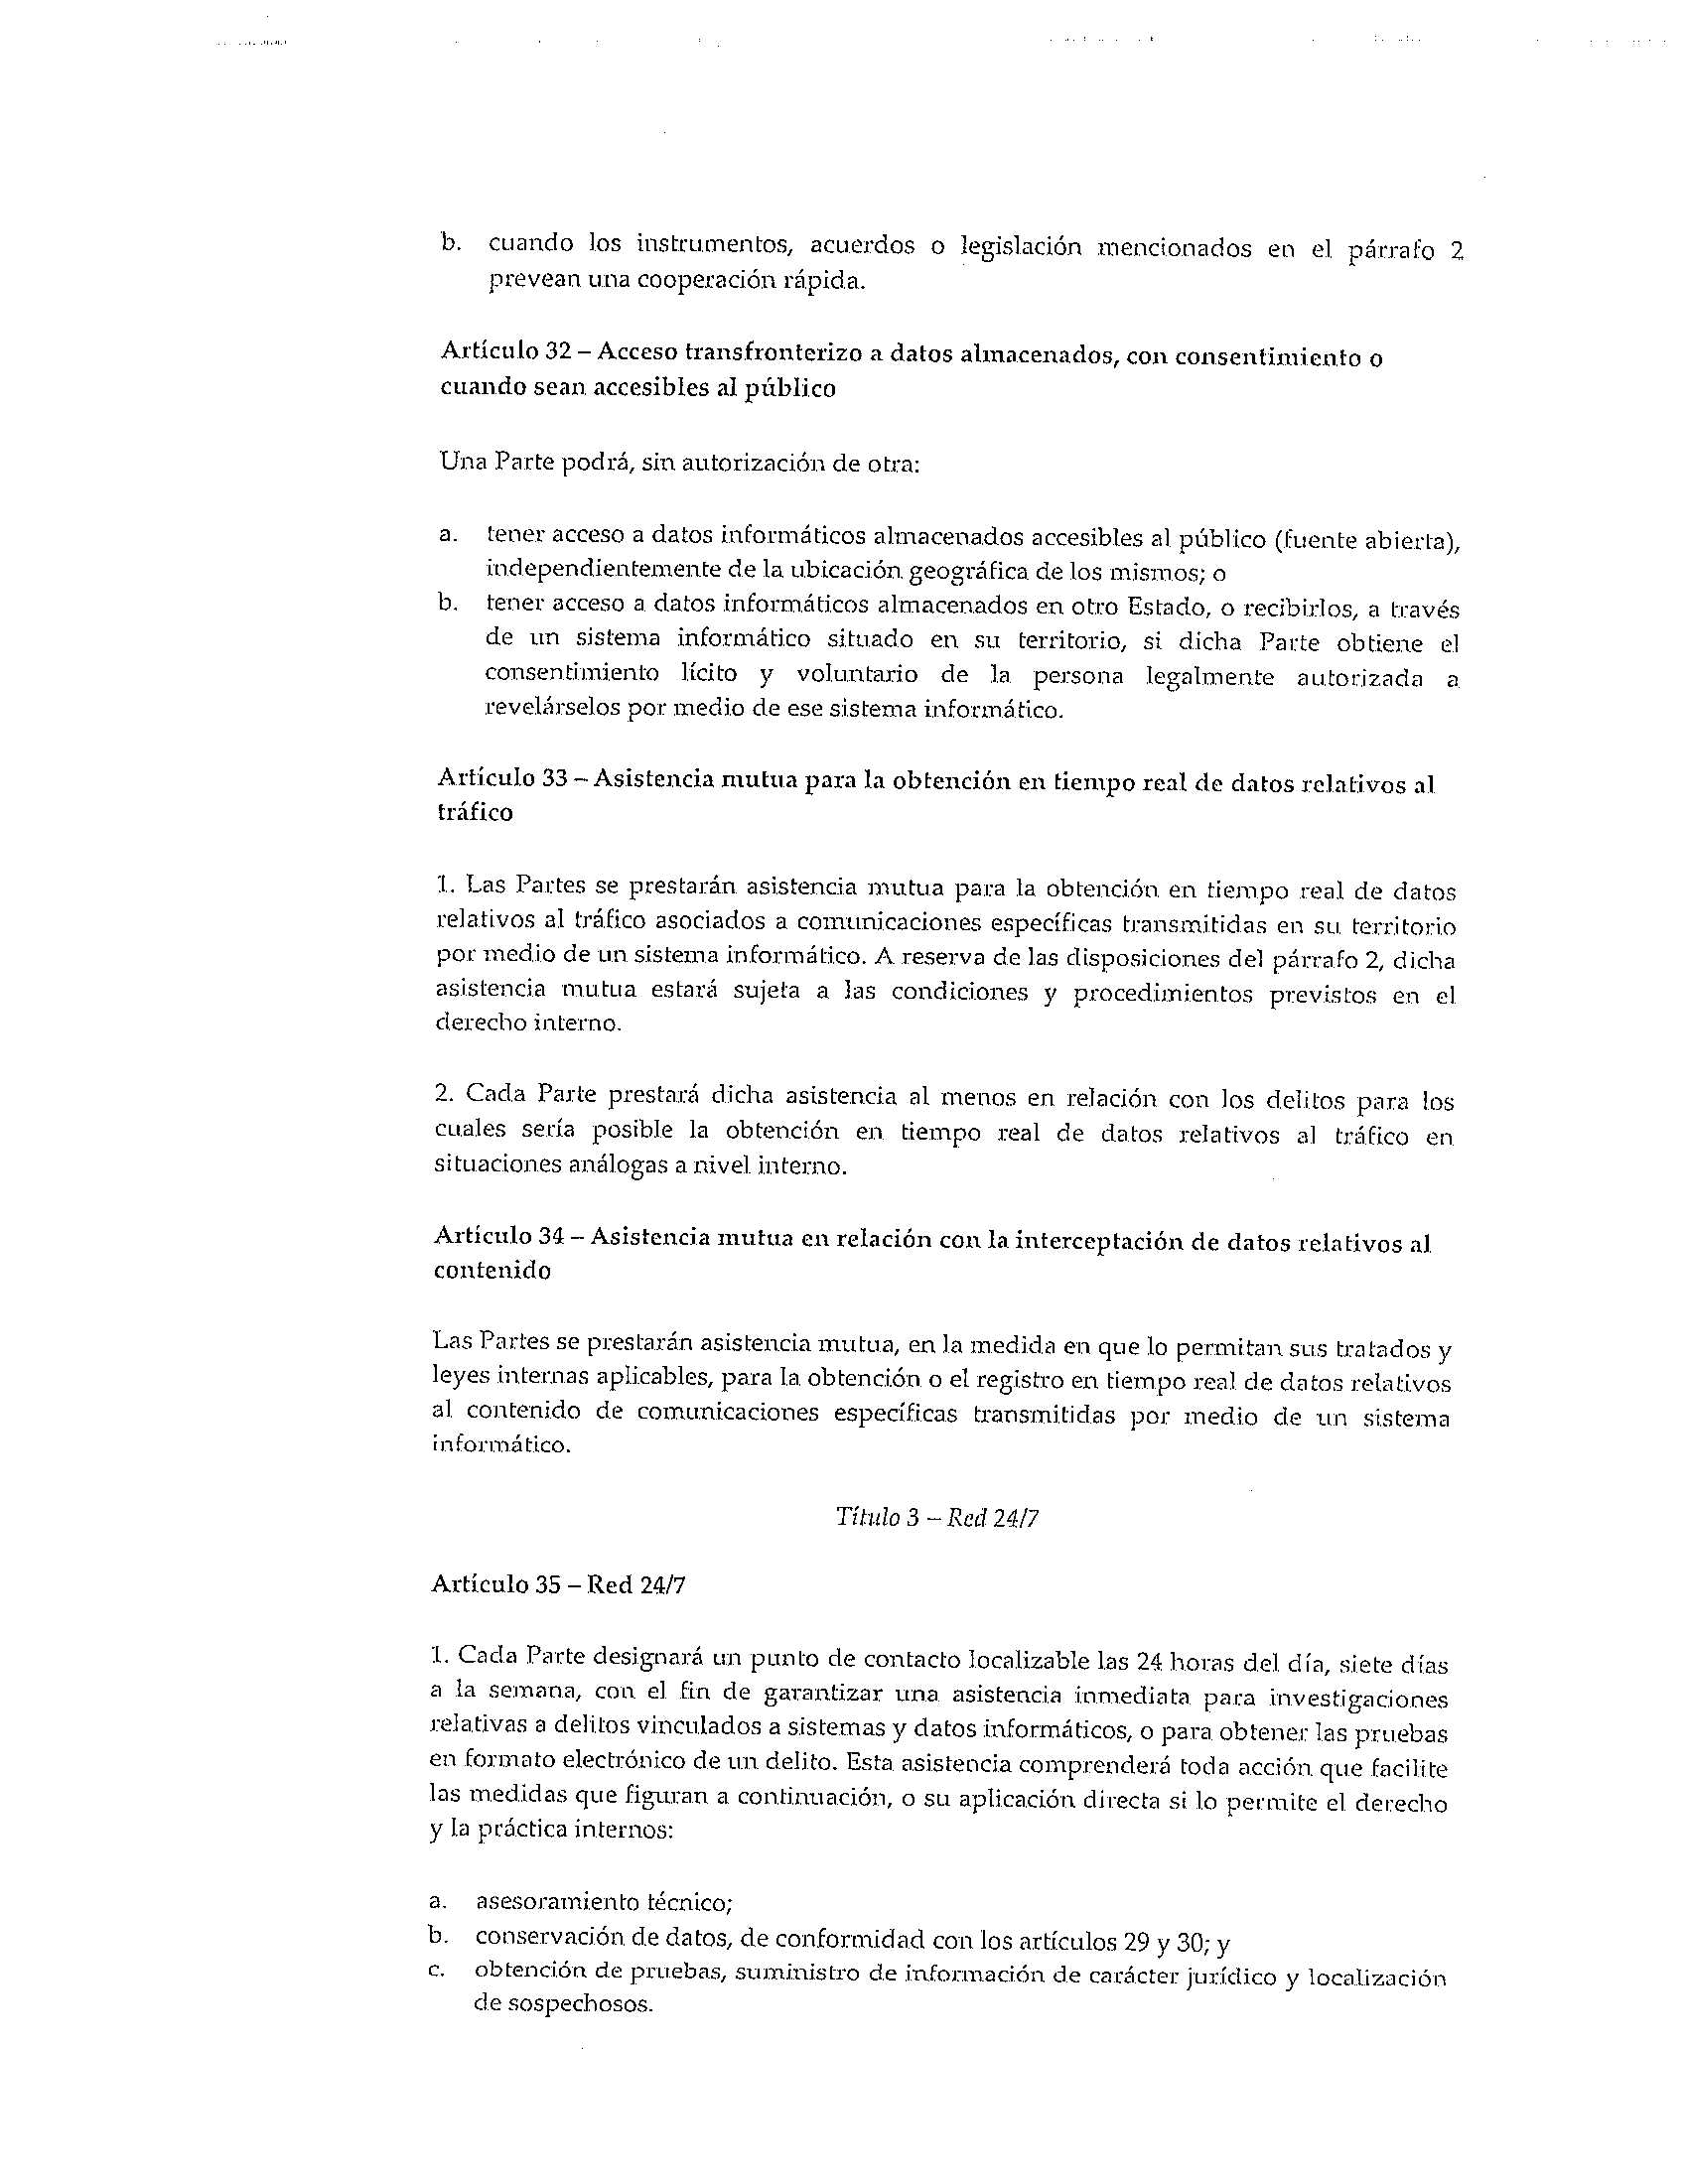 b. cuando los instrumentos, acuerdos o legislación mencionados en el párrafo 2
prevean una cooperación rápida.
Artículo 32 – Acceso transfronterizo a datos almacenados, con consentimiento o
cuando sean accesibles al público
Una Parte podrá, sin autorización de otra:
a. tener acceso a datos informáticos almacenados accesibles al público (fuente abierta),
independientemente de la ubicación geográfica de los mismos; o
b. tener acceso a datos informáticos almacenados en otro Estado, o recibirlos, a través
de un sistema informático situado en su territorio, si dicha Parte obtiene el
consentimiento lícito y voluntario de la persona legalmente autorizada a
revelárselos por medio de ese sistema informático.
Artículo 33 – Asistencia mutua para la obtención en tiempo real de datos relativos al
tráfico
1. Las Partes se prestarán asistencia mutua para la obtención en tiempo real de datos
relativos al tráfico asociados a comunicaciones específicas transmitidas en su territorio
por medio de un sistema informático. A reserva de las disposiciones del párrafo 2, dicha
asistencia mutua estará sujeta a las condiciones y procedimientos previstos en el
derecho interno.
2. Cada Parte prestará dicha asistencia al menos en relación con los delitos para los
cuales sería posible la obtención en tiempo real de datos relativos al tráfico en
situaciones análogas a nivel interno.
Artículo 34 – Asistencia mutua en relación con la interceptación de datos relativos al
contenido
Las Partes se prestarán asistencia mutua, en la medida en que lo permitan sus tratados y
leyes internas aplicables, para la obtención o el registro en tiempo real de datos relativos
al contenido de comunicaciones específicas transmitidas por medio de un sistema
informático.
Título 3 – Red 24/7
Artículo 35 – Red 24/7
1. Cada Parte designará un punto de contacto localizable las 24 horas del día, siete días
a la semana, con el fin de garantizar una asistencia inmediata para investigaciones
relativas a delitos vinculados a sistemas y datos informáticos, o para obtener las pruebas
en formato electrónico de un delito. Esta asistencia comprenderá toda acción que facilite
las medidas que figuran a continuación, o su aplicación directa si lo permite el derecho
y la práctica internos:
a. asesoramiento técnico;
b. conservación de datos, de conformidad con los artículos 29 y 30; y
c. obtención de pruebas, suministro de información de carácter jurídico y localización
de sospechosos.